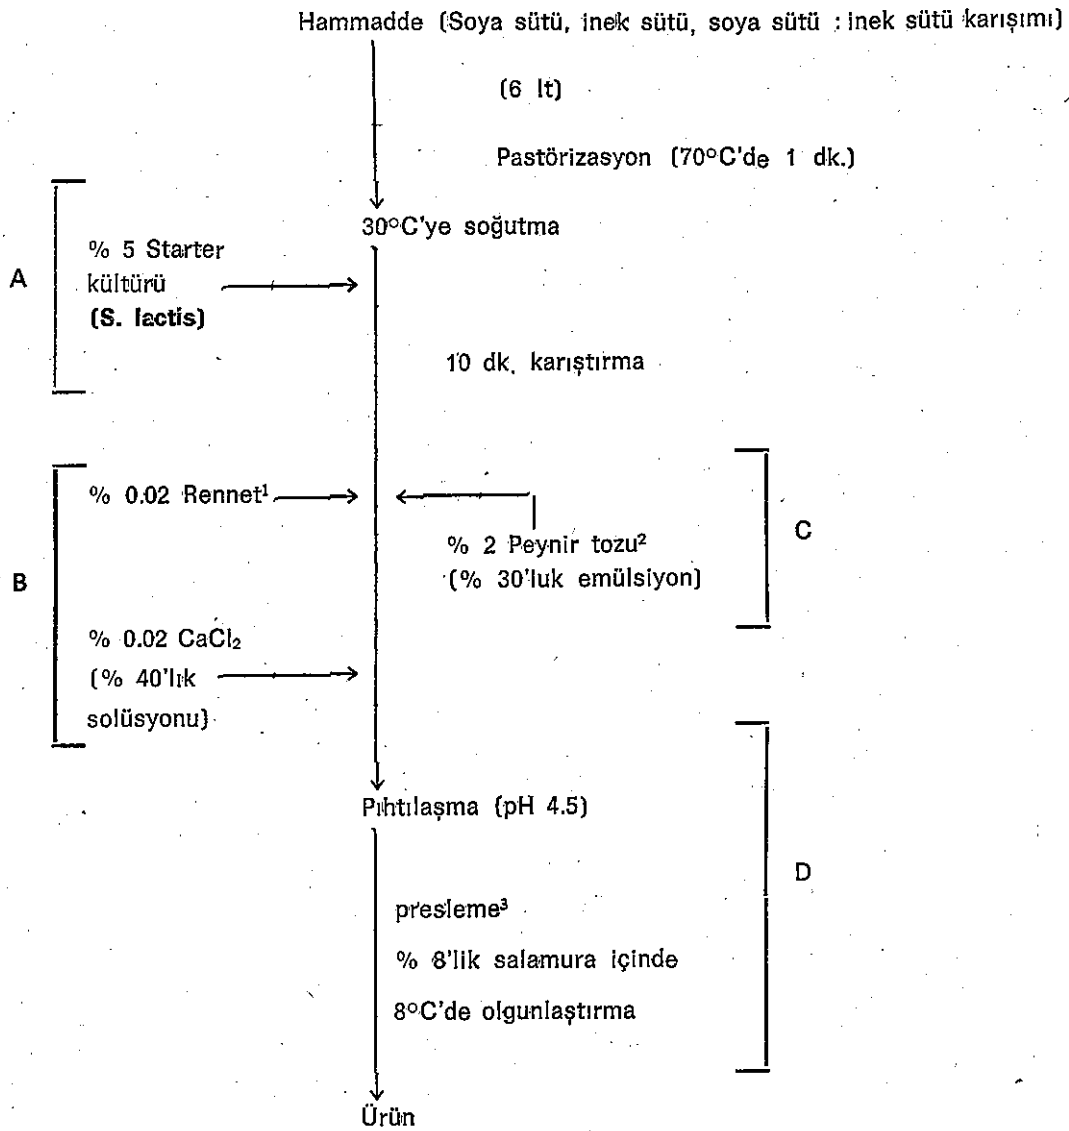 Hammadde (Soya sütü, inek sütü, soya sütü : inek sütü karışımı)
(6 lt)
Pastörizasyon (70°C'de 1 dk.)
30°C'ye soğutma
A
% 5 Starter
kültürü
(S. lactis)
10 dk. karıştırma
B
% 0.02 Rennet¹
% 2 Peynir tozu²
(% 30'luk emülsiyon)
C
% 0.02 CaCl₂
(% 40'lık
solüsyonu)
Pıhtılaşma (pH 4.5)
D
presleme³
% 8'lik salamura içinde
8°C'de olgunlaştırma
Ürün